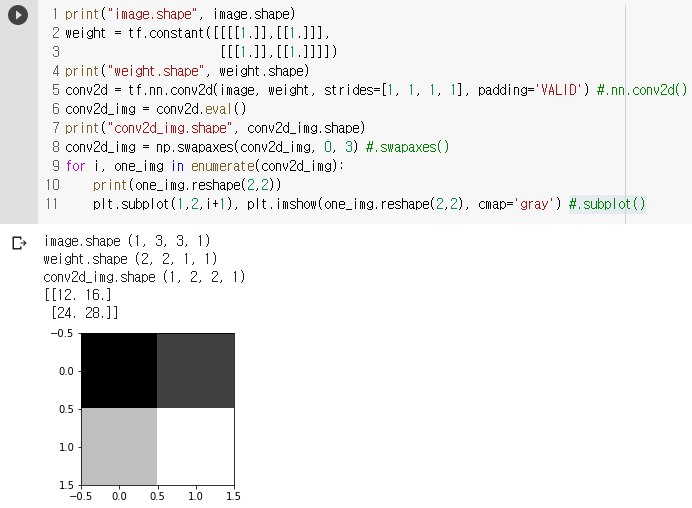 1 print("image.shape", image.shape)
2 weight = tf.constant([[[[1.]],[[1.]]],
3                       [[[1.]],[[1.]]]])
4 print("weight.shape", weight.shape)
5 conv2d = tf.nn.conv2d(image, weight, strides=[1, 1, 1, 1], padding='VALID') #.nn.conv2d()
6 conv2d_img = conv2d.eval()
7 print("conv2d_img.shape", conv2d_img.shape)
8 conv2d_img = np.swapaxes(conv2d_img, 0, 3) #.swapaxes()
9 for i, one_img in enumerate(conv2d_img):
10     print(one_img.reshape(2,2))
11     plt.subplot(1,2,i+1), plt.imshow(one_img.reshape(2,2), cmap='gray') #.subplot()
image.shape (1, 3, 3, 1)
weight.shape (2, 2, 1, 1)
conv2d_img.shape (1, 2, 2, 1)
[[12. 16.]
 [24. 28.]]
−0.5
0.0
0.5
1.0
1.5
−0.5 0.0 0.5 1.0 1.5